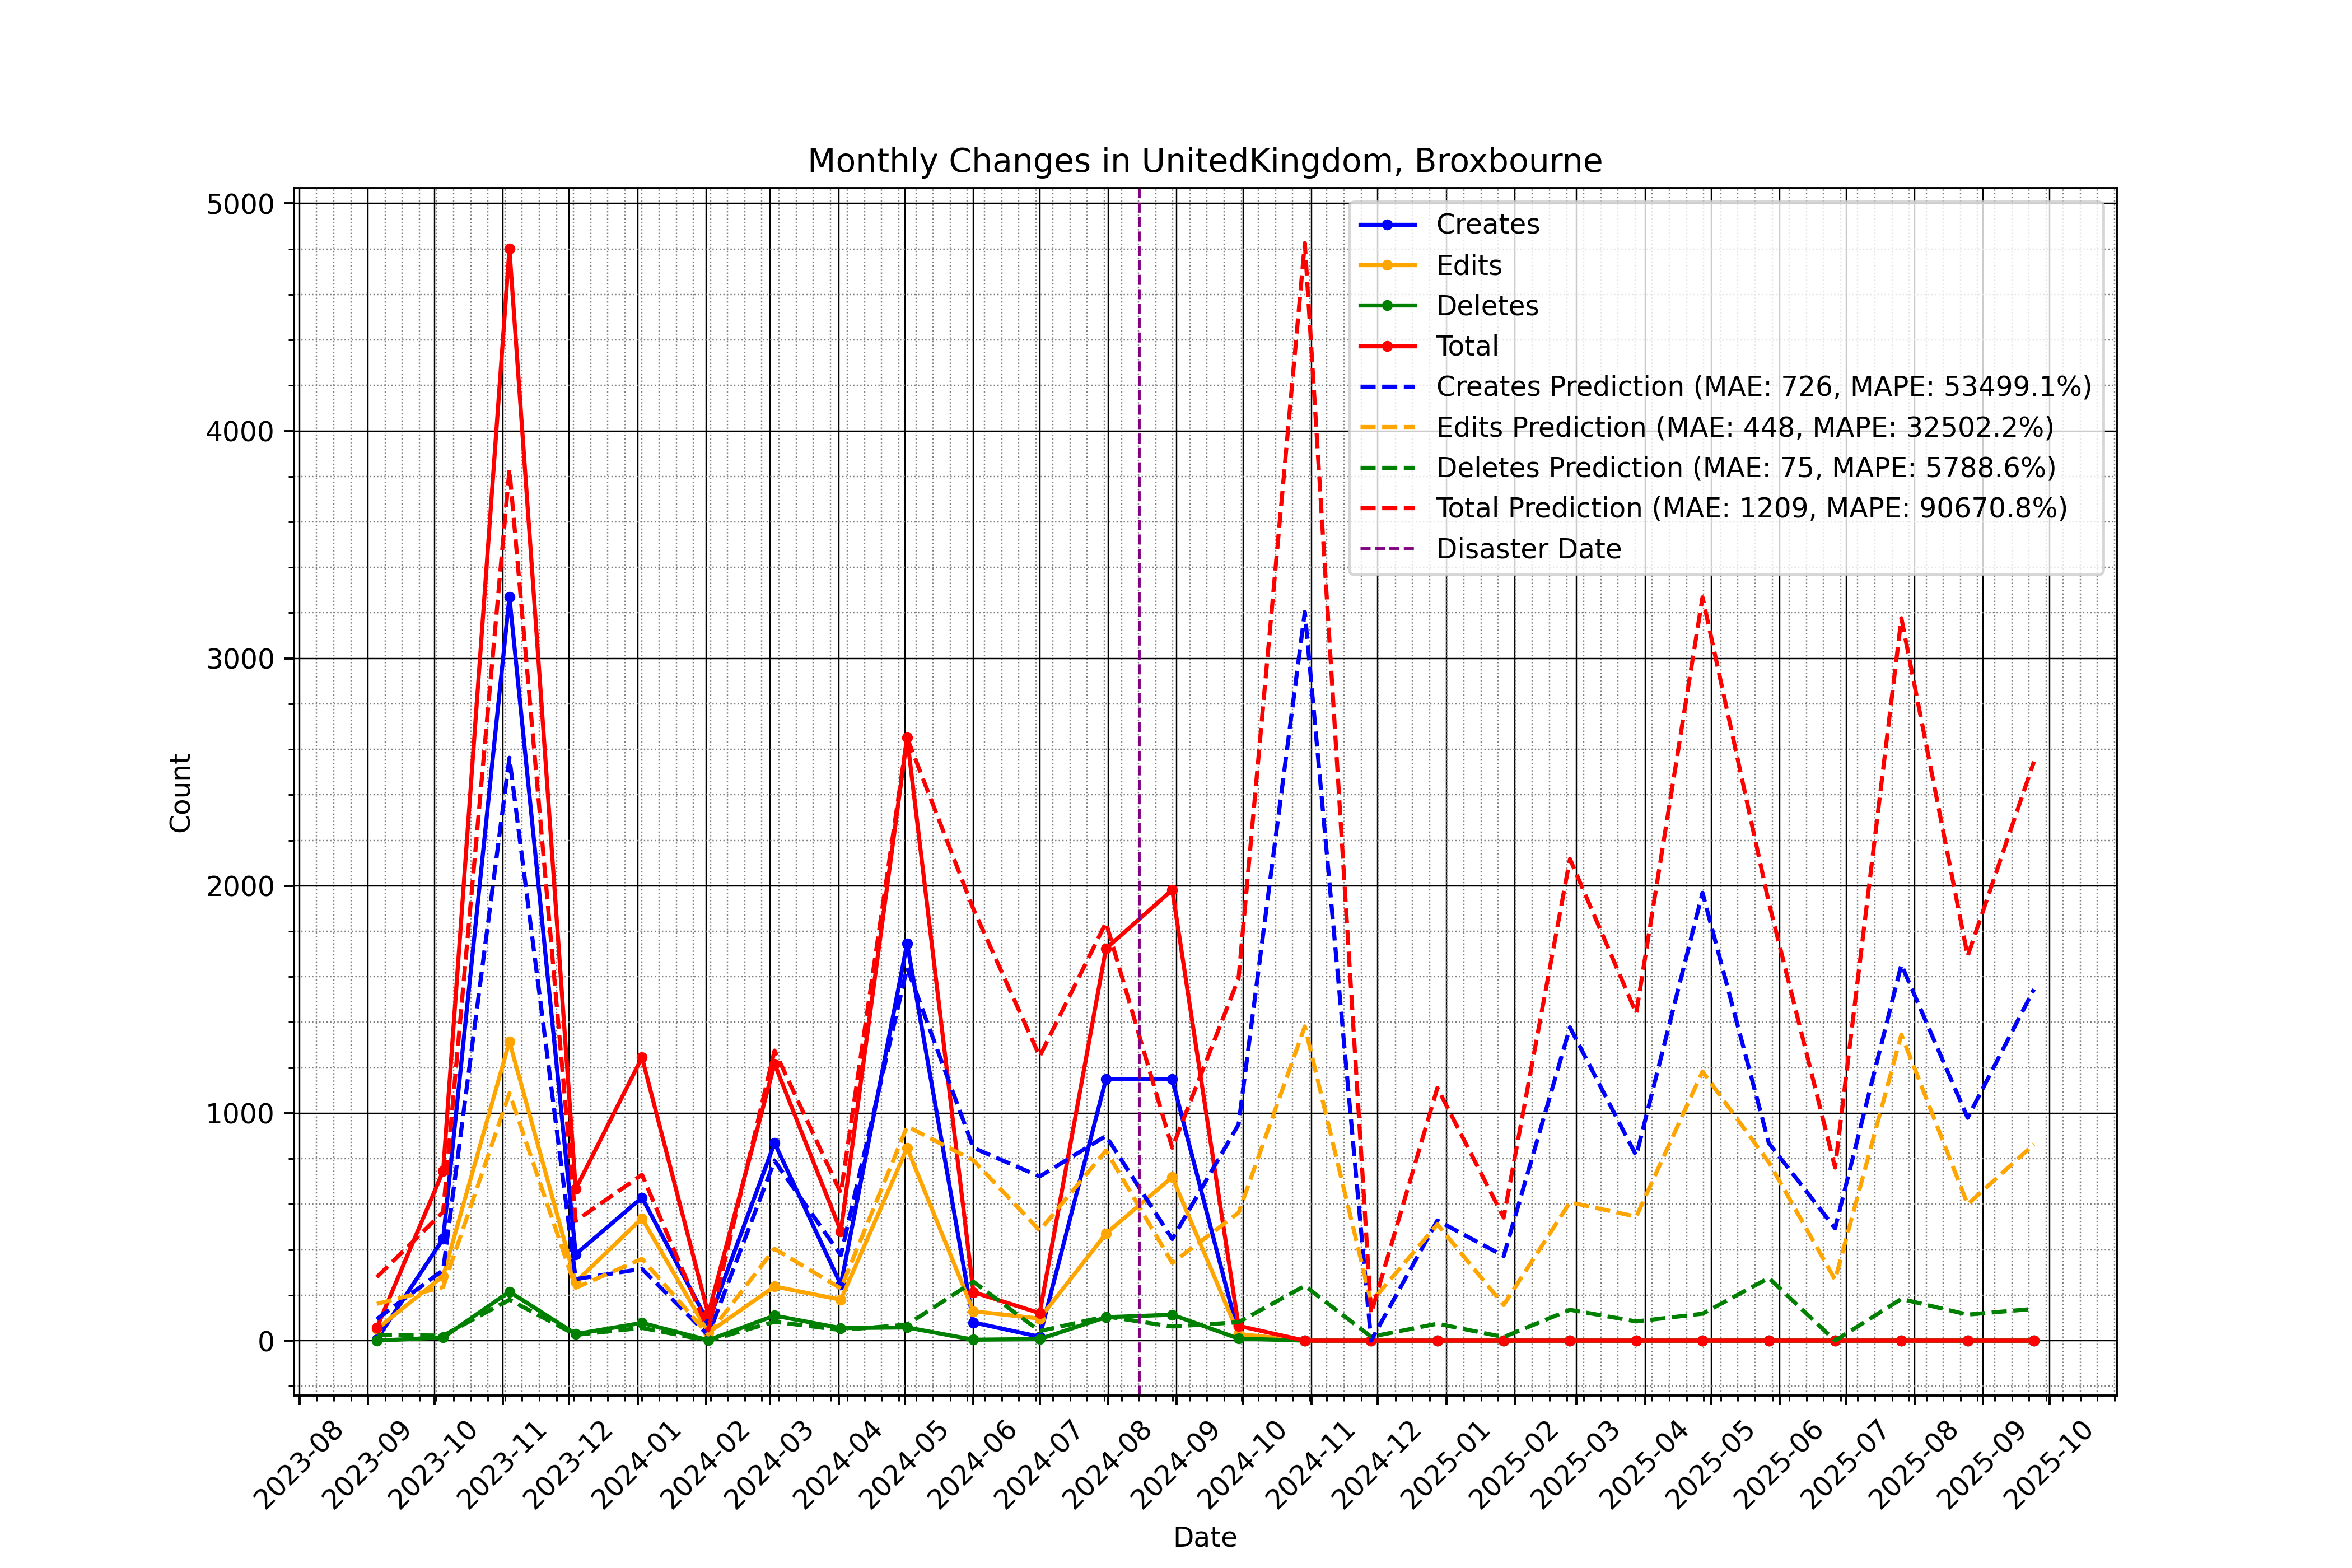 Monthly Changes in UnitedKingdom, Broxbourne
5000
4000
3000
2000
1000
0
Count
Creates
Edits
Deletes
Total
Creates Prediction (MAE: 726, MAPE: 53499.1%)
Edits Prediction (MAE: 448, MAPE: 32502.2%)
Deletes Prediction (MAE: 75, MAPE: 5788.6%)
Total Prediction (MAE: 1209, MAPE: 90670.8%)
Disaster Date
2023-08
2023-09
2023-10
2023-11
2023-12
2024-01
2024-02
2024-03
2024-04
2024-05
2024-06
2024-07
2024-08
2024-09
2024-10
2024-11
2024-12
2025-01
2025-02
2025-03
2025-04
2025-05
2025-06
2025-07
2025-08
2025-09
2025-10
Date